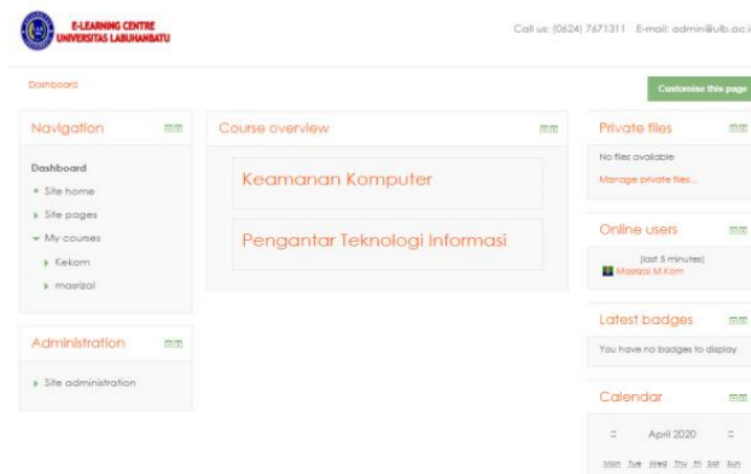 E-LEARNING CENTRE
UNIVERSITAS LABUHANBATU
Call us: (0624) 7671311 E-mail: admin@ulb.ac.i
Dashboard
Customise this page
Navigation
Dashboard
Site home
Site pages
My courses
Kekom
masrizal
Administration
Site administration
Course overview
Keamanan Komputer
Pengantar Teknologi Informasi
Private files
No files available
Manage private files...
Online users
(last 5 minutes)
Masrizal M.Kom
Latest badges
You have no badges to display
Calendar
April 2020
Mon Tue Wed Thu Fri Sat Sun